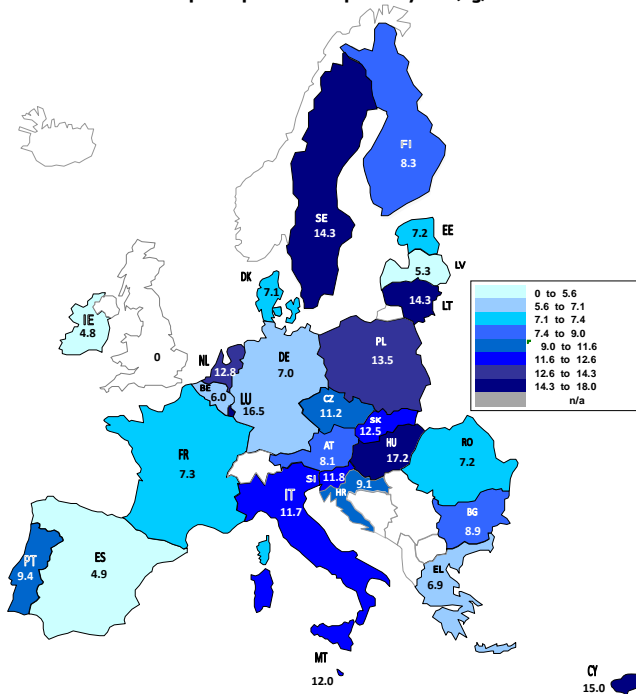 FI
8.3
SE
14.3
7.2
EE
5.3
LV
14.3
LT
DK
7.1
IE
4.8
0
NL
12.8
BE
6.0
LU
16.5
DE
7.0
PL
13.5
CZ
11.2
SK
12.5
AT
8.1
HU
17.2
RO
7.2
FR
7.3
SI
11.8
HR
9.1
IT
11.7
BG
8.9
PT
9.4
ES
4.9
EL
6.9
MT
12.0
CY
15.0
0 to 5.6
5.6 to 7.1
7.1 to 7.4
7.4 to 9.0
9.0 to 11.6
11.6 to 12.6
12.6 to 14.3
14.3 to 18.0
n/a